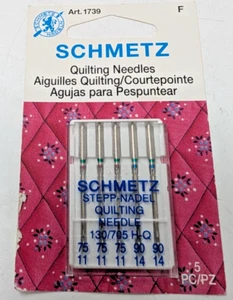 Art. 1739
F
SCHMETZ
Quilting Needles
Aiguilles Quilting/Courtepointe
Agujas para Pespuntear
SCHMETZ
STEPP-NADEL
QUILTING
NEEDLE
130/705 H-Q
75 75 75 90 90
11 11 11 14 14
5
PC/PZ